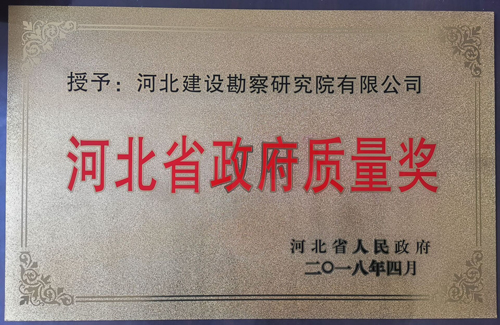 授予：河北建设勘察研究院有限公司
河北省政府质量奖
河北省人民政府
二〇一八年四月